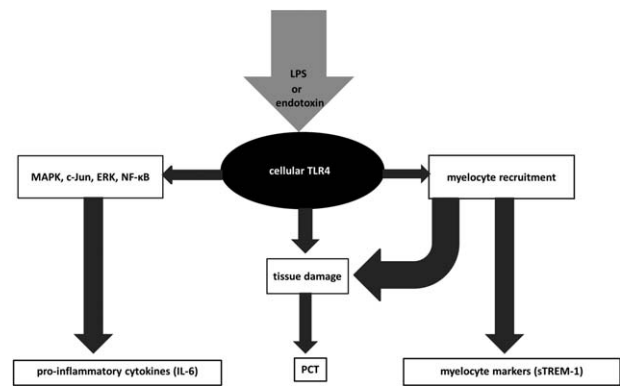 LPS
or
endotoxin
cellular TLR4
MAPK, c-Jun, ERK, NF-κB
myelocyte recruitment
tissue damage
pro-inflammatory cytokines (IL-6)
PCT
myelocyte markers (sTREM-1)